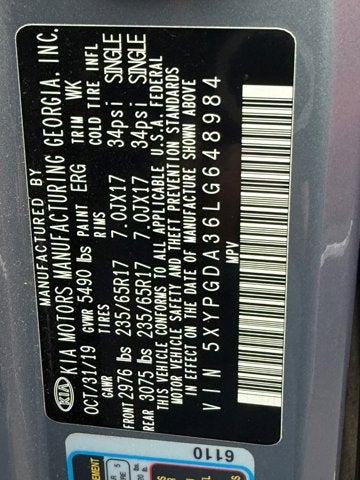 MANUFACTURED BY
KIA KIA MOTORS MANUFACTURING GEORGIA, INC.
OCT/31/19 GVWR 5490 lbs PAINT ERG TRIM WK
GAWR TIRES RIMS COLD TIRE INFL
FRONT 2976 lbs 235/65R17 7.0JX17 34psi SINGLE
REAR 3075 lbs 235/65R17 7.0JX17 34psi SINGLE
THIS VEHICLE CONFORMS TO ALL APPLICABLE U.S.A. FEDERAL
MOTOR VEHICLE SAFETY AND THEFT PREVENTION STANDARDS
IN EFFECT ON THE DATE OF MANUFACTURE SHOWN ABOVE
VIN 5XYPGDA36LG648984
MPV
6110